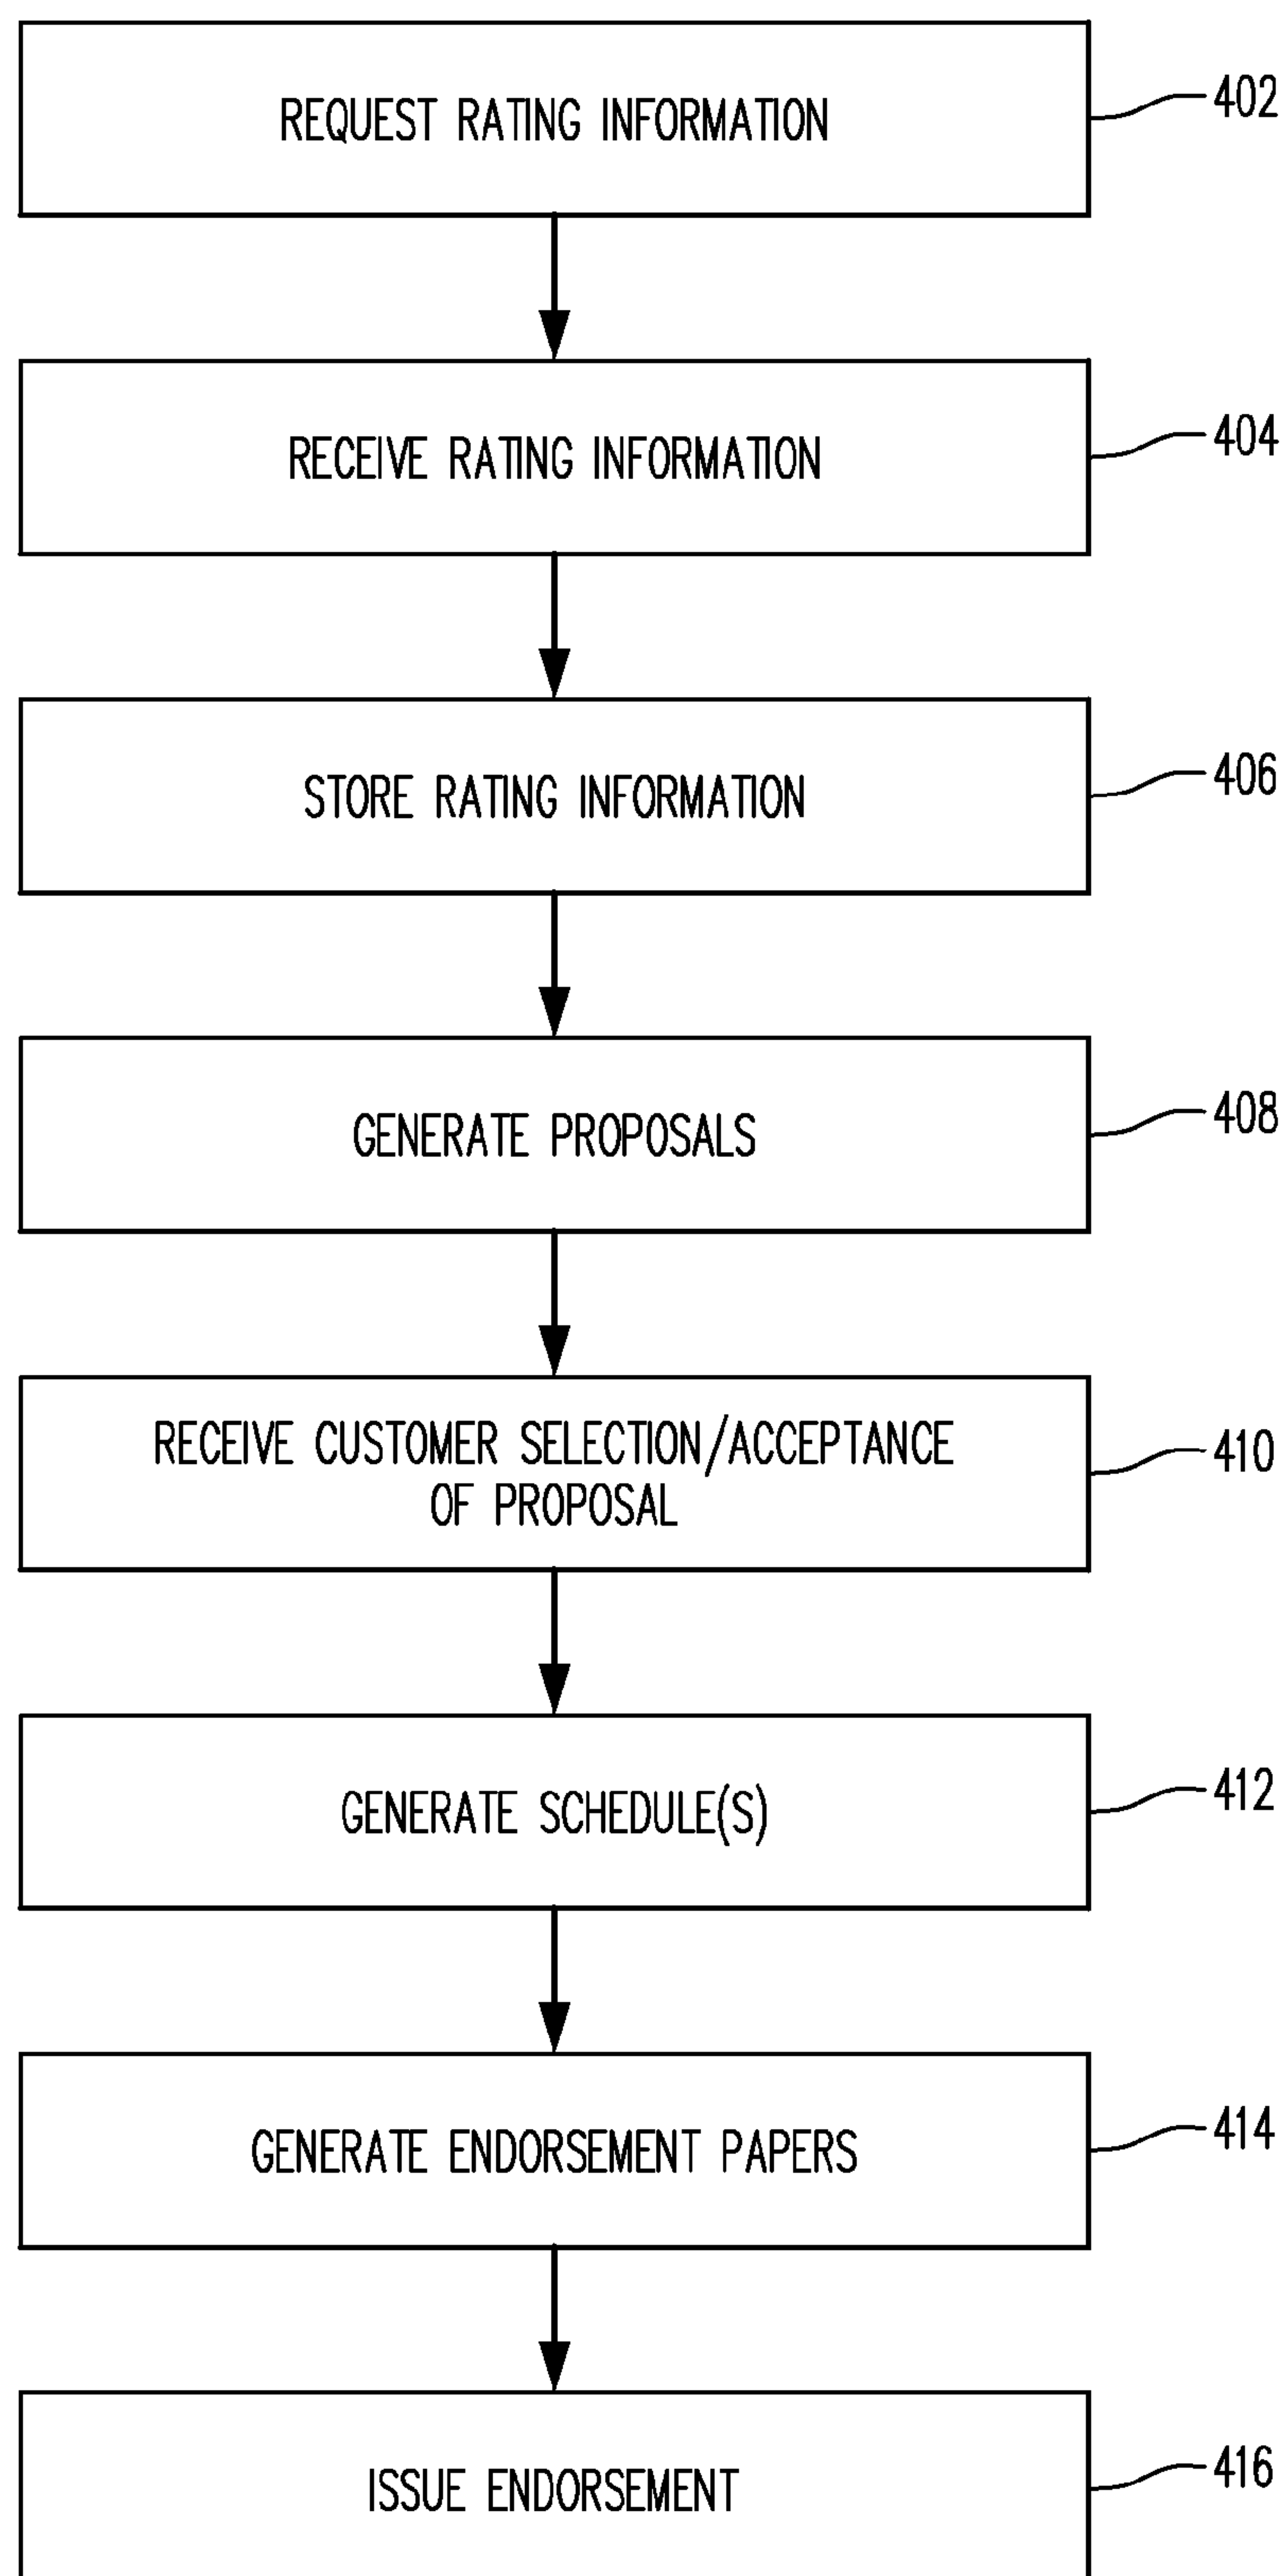 REQUEST RATING INFORMATION
402
RECEIVE RATING INFORMATION
404
STORE RATING INFORMATION
406
GENERATE PROPOSALS
408
RECEIVE CUSTOMER SELECTION/ACCEPTANCE
OF PROPOSAL
410
GENERATE SCHEDULE(S)
412
GENERATE ENDORSEMENT PAPERS
414
ISSUE ENDORSEMENT
416